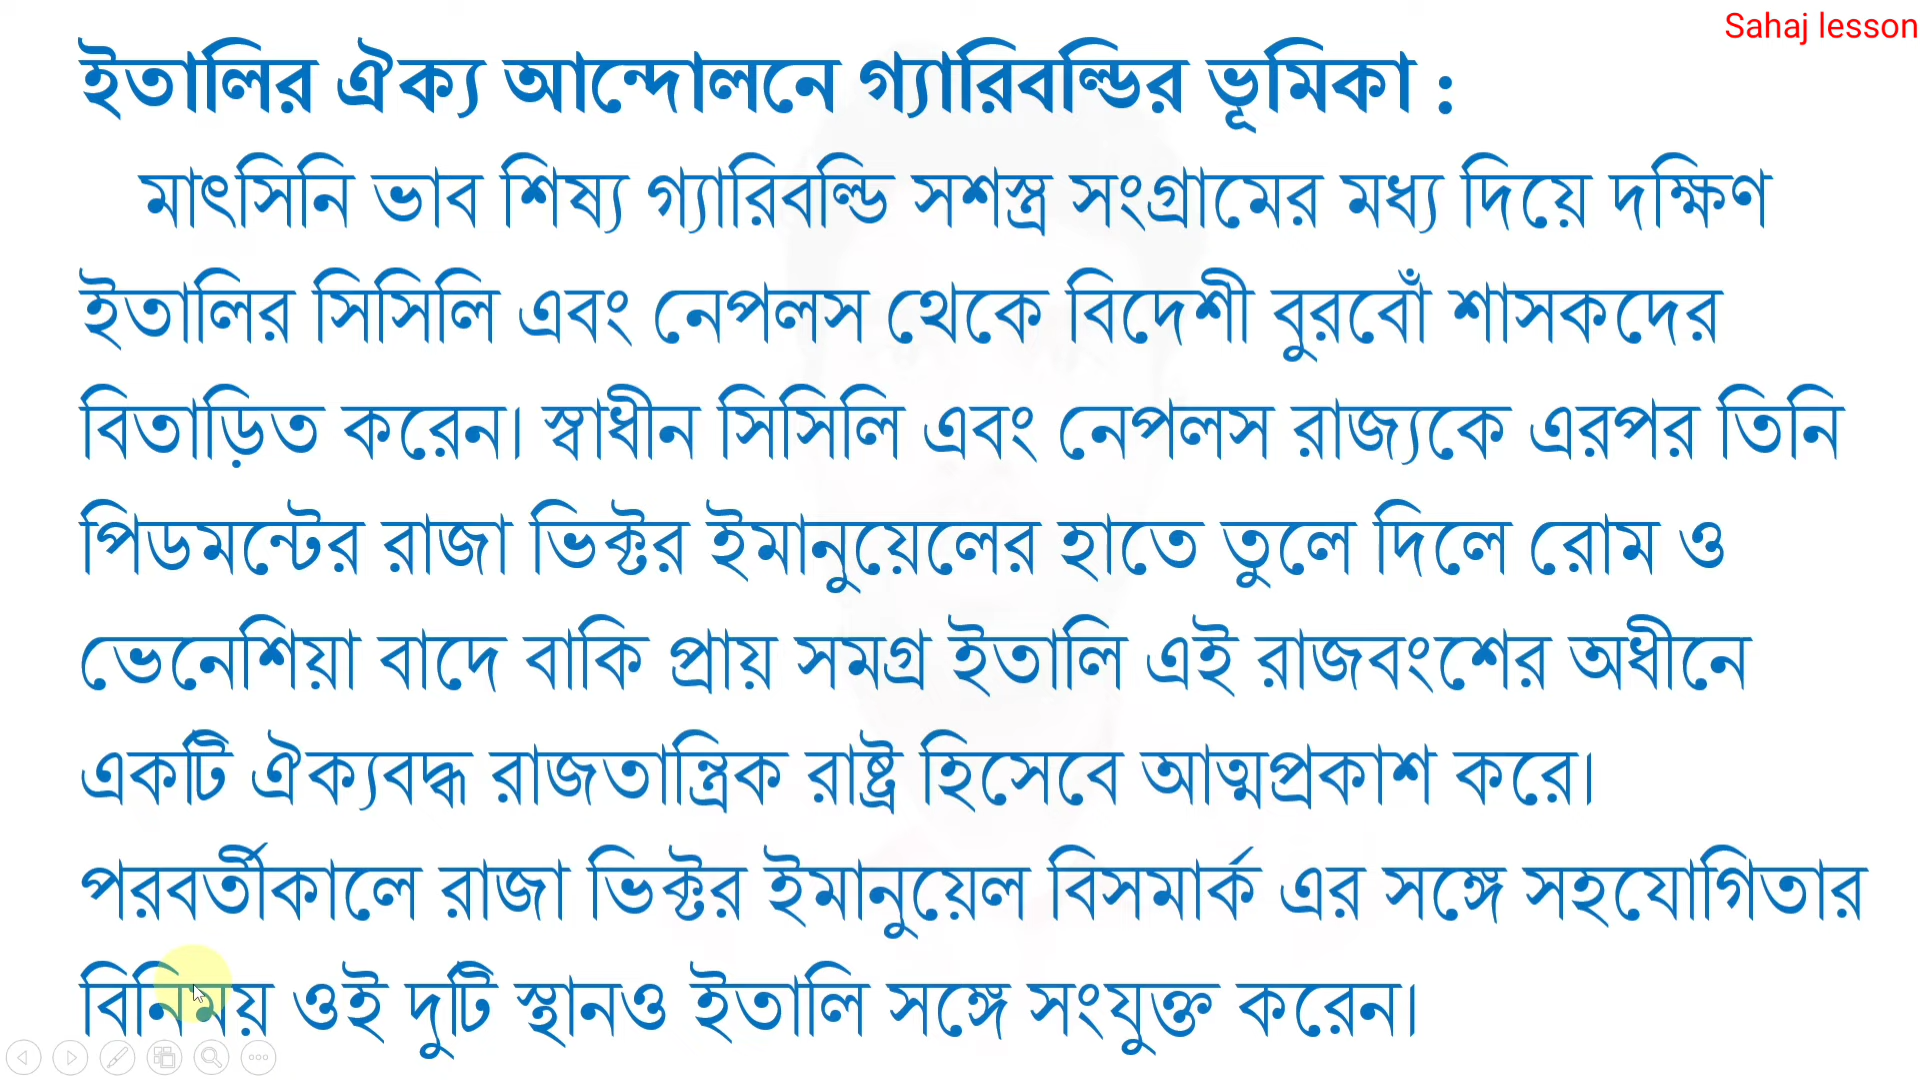 Sahaj lesson
ইতালির ঐক্য আন্দোলনে গ্যারিবল্ডির ভূমিকা :
মাৎসিনি ভাব শিষ্য গ্যারিবল্ডি সশস্ত্র সংগ্রামের মধ্য দিয়ে দক্ষিণ
ইতালির সিসিলি এবং নেপলস থেকে বিদেশী বুরবোঁ শাসকদের
বিতাড়িত করেন। স্বাধীন সিসিলি এবং নেপলস রাজ্যকে এরপর তিনি
পিডমন্টের রাজা ভিক্টর ইমানুয়েলের হাতে তুলে দিলে রোম ও
ভেনেশিয়া বাদে বাকি প্রায় সমগ্র ইতালি এই রাজবংশের অধীনে
একটি ঐক্যবদ্ধ রাজতান্ত্রিক রাষ্ট্র হিসেবে আত্মপ্রকাশ করে।
পরবর্তীকালে রাজা ভিক্টর ইমানুয়েল বিসমার্ক এর সঙ্গে সহযোগিতার
বিনিময় ওই দুটি স্থানও ইতালি সঙ্গে সংযুক্ত করেন।